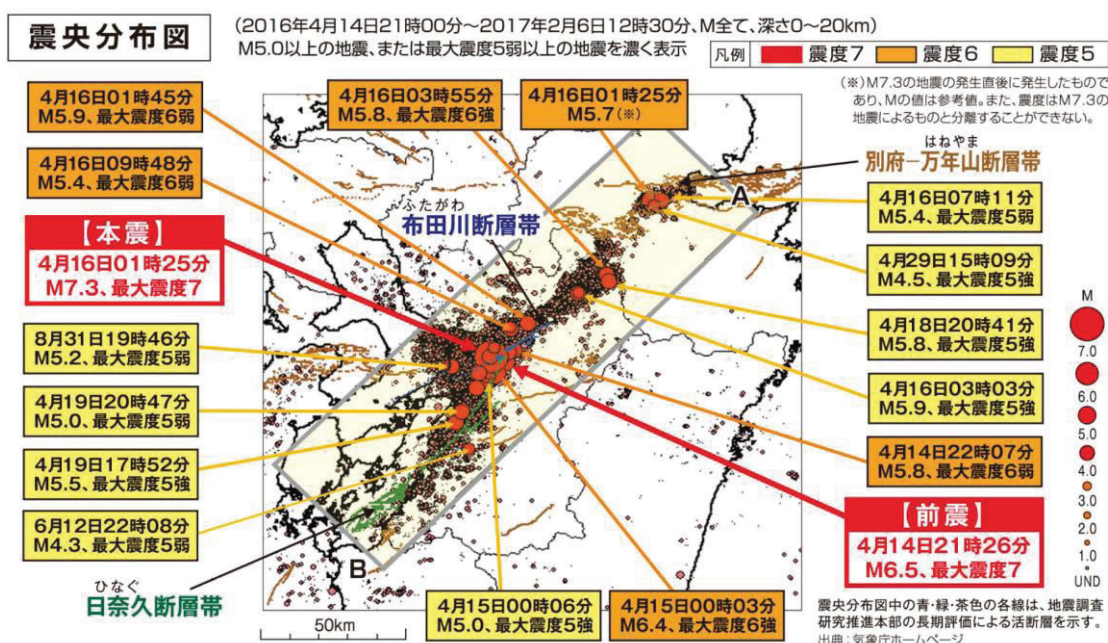 震央分布図
(2016年4月14日21時00分～2017年2月6日12時30分、M全て、深さ0～20km)
M5.0以上の地震、または最大震度5弱以上の地震を濃く表示
凡例 震度7 震度6 震度5
(※)M7.3の地震の発生直後に発生したもので
あり、Mの値は参考値。また、震度はM7.3の
地震によるものと分離することができない。
4月16日01時45分
M5.9、最大震度6弱
4月16日03時55分
M5.8、最大震度6強
4月16日01時25分
M5.7(※)
はねやま
別府ー万年山断層帯
4月16日09時48分
M5.4、最大震度6弱
ふたがわ
布田川断層帯
A
4月16日07時11分
M5.4、最大震度5弱
【本震】
4月16日01時25分
M7.3、最大震度7
4月29日15時09分
M4.5、最大震度5強
8月31日19時46分
M5.2、最大震度5弱
4月18日20時41分
M5.8、最大震度5強
4月19日20時47分
M5.0、最大震度5弱
4月16日03時03分
M5.9、最大震度5強
4月19日17時52分
M5.5、最大震度5強
4月14日22時07分
M5.8、最大震度6弱
6月12日22時08分
M4.3、最大震度5弱
【前震】
4月14日21時26分
M6.5、最大震度7
B
ひなぐ
日奈久断層帯
4月15日00時06分
M5.0、最大震度5強
4月15日00時03分
M6.4、最大震度6強
50km
M
7.0
6.0
5.0
4.0
3.0
2.0
1.0
UND
震央分布図中の青・緑・茶色の各線は、地震調査
研究推進本部の長期評価による活断層を示す。
出典：気象庁ホームページ